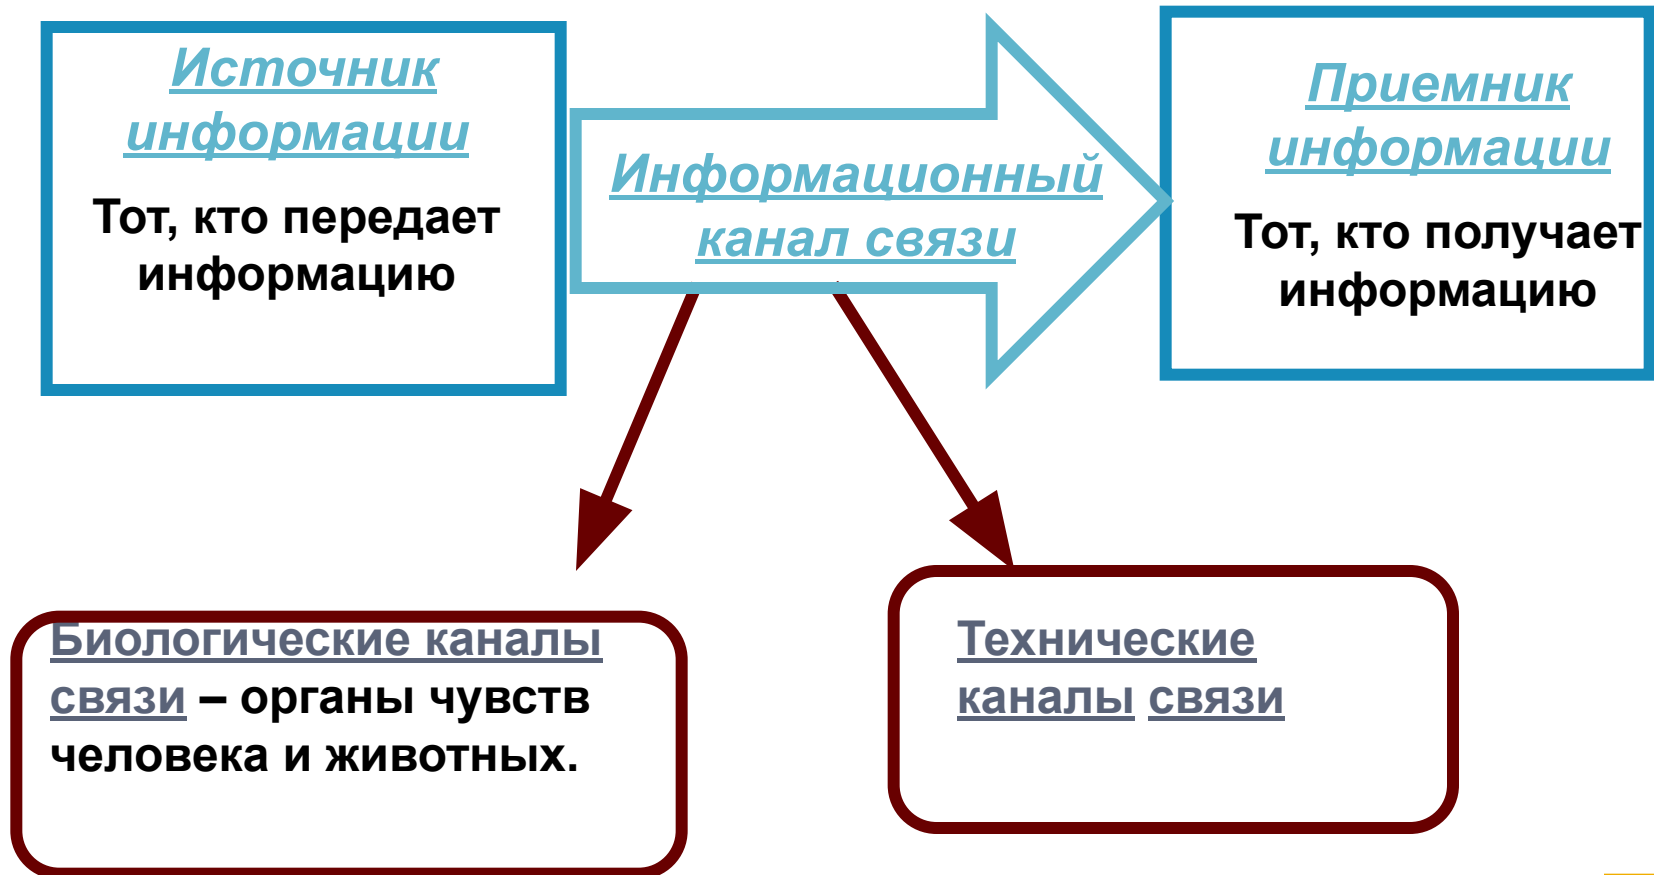 Источник
информации
Тот, кто передает
информацию
Информационный
канал связи
Приемник
информации
Тот, кто получает
информацию
Биологические каналы
связи – органы чувств
человека и животных.
Технические
каналы связи